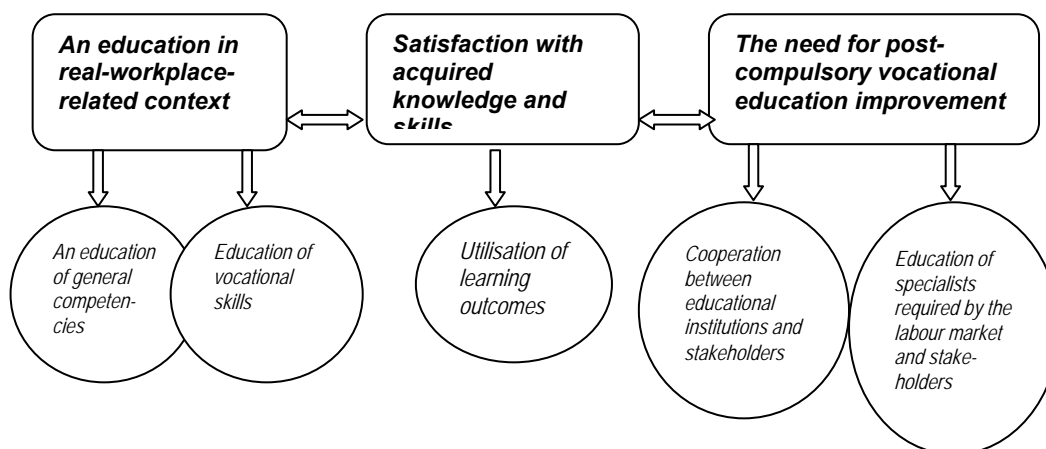 An education in
real-workplace-
related context
Satisfaction with
acquired
knowledge and
skills
The need for post-
compulsory vocational
education improvement
An education
of general
competen-
cies
Education of
vocational
skills
Utilisation of
learning
outcomes
Cooperation
between
educational
institutions and
stakeholders
Education of
specialists
required by the
labour market
and stake-
holders